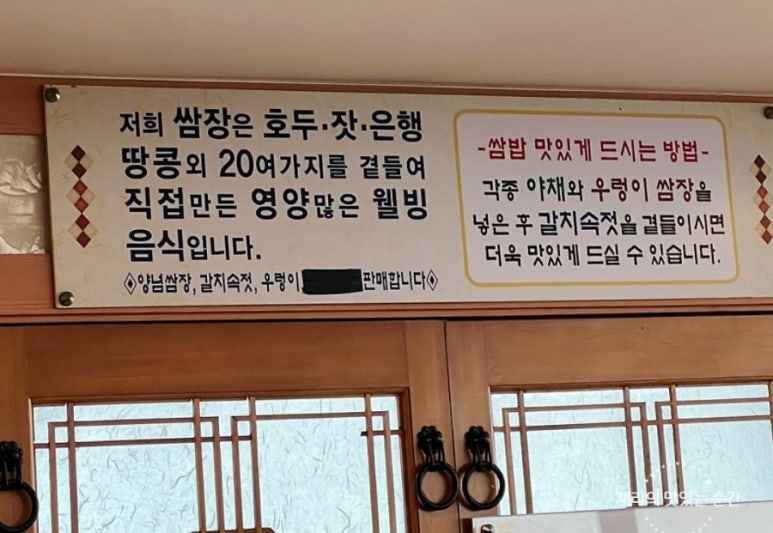 저희 쌈장은 호두·잣·은행
땅콩외 20여가지를 곁들여
직접만든 영양많은 웰빙
음식입니다.
양념쌈장, 갈치속젓, 우렁이, 판매합니다
-쌈밥 맛있게 드시는 방법-
각종 야채와 우렁이 쌈장을
넣은 후 갈치속젓을 곁들이시면
더욱 맛있게 드실 수 있습니다.
맛있는 순간